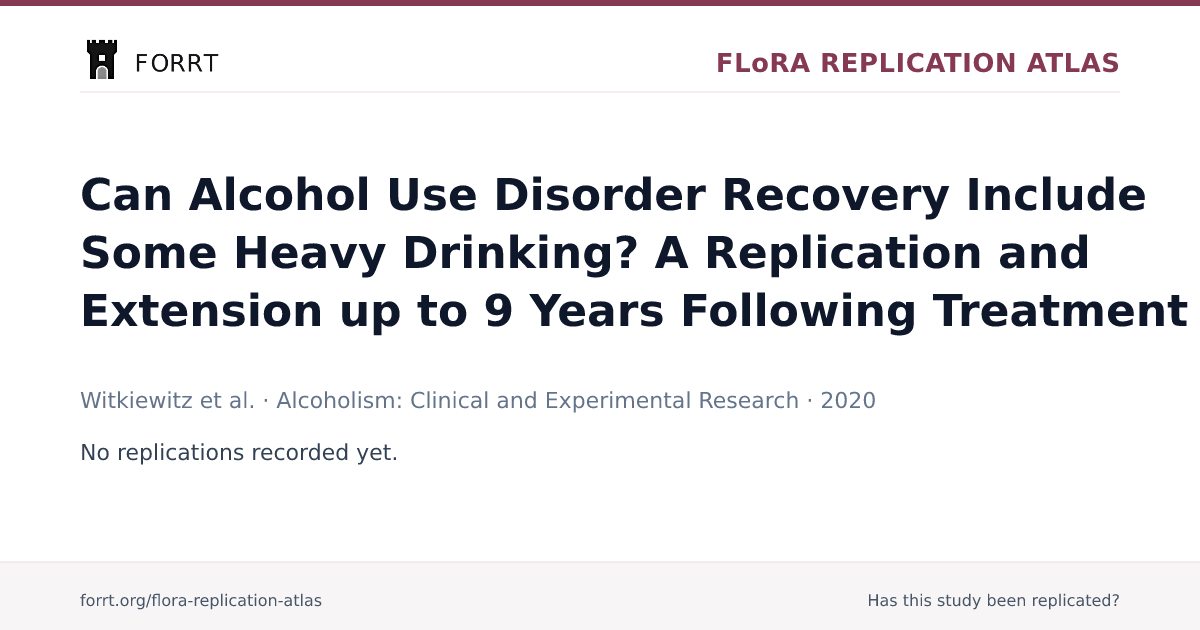 FORRT
FLoRA REPLICATION ATLAS
Can Alcohol Use Disorder Recovery Include
Some Heavy Drinking? A Replication and
Extension up to 9 Years Following Treatment
Witkiewitz et al. · Alcoholism: Clinical and Experimental Research · 2020
No replications recorded yet.
forrt.org/flora-replication-atlas
Has this study been replicated?